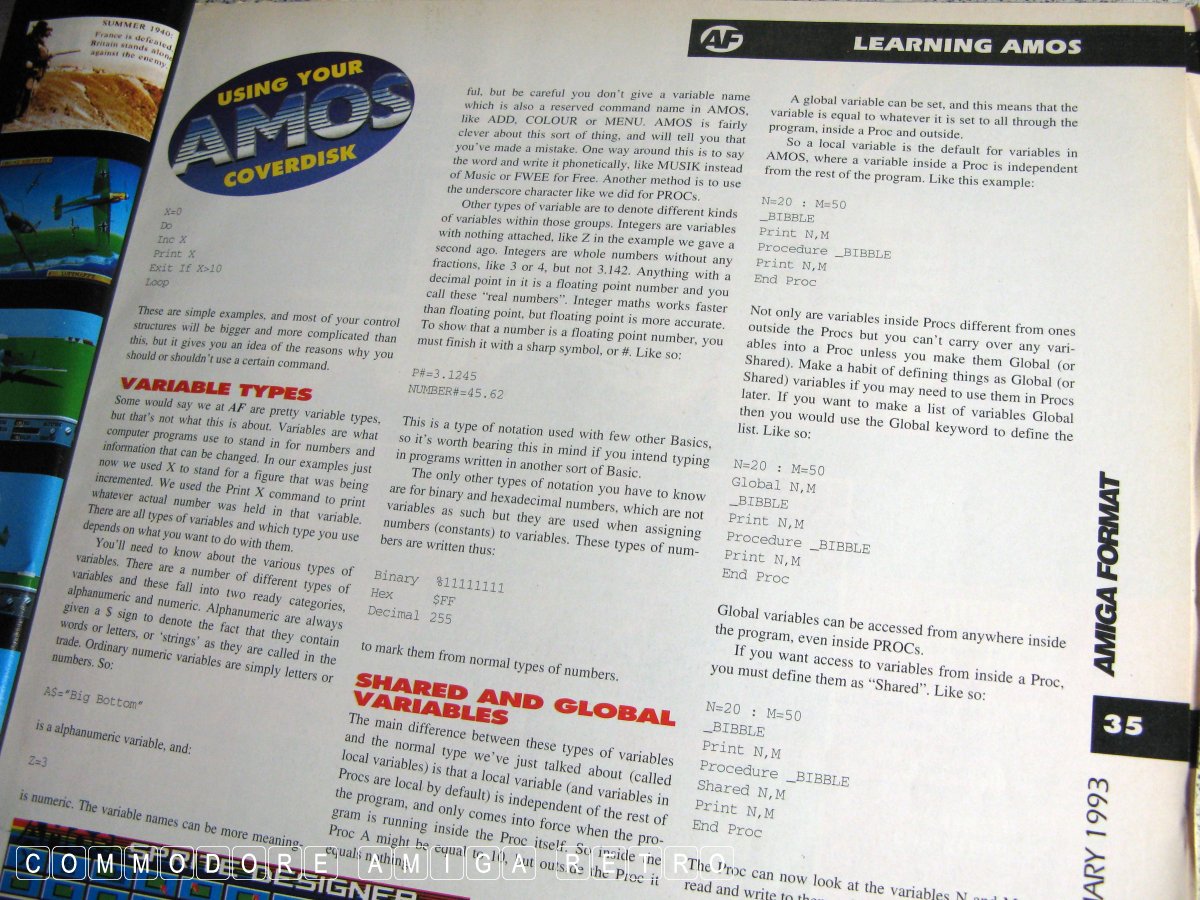 SUMMER 1940:
France is defeated,
Britain stands alone
against the enemy.
AF
LEARNING AMOS
USING YOUR
AMOS
COVERDISK
X=0
Do
Inc X
Print X
Exit If X>10
Loop
These are simple examples, and most of your control
structures will be bigger and more complicated than
this, but it gives you an idea of the reasons why you
should or shouldn't use a certain command.
VARIABLE TYPES
Some would say we at AF are pretty variable types,
but that's not what this is about. Variables are what
computer programs use to stand in for numbers and
information that can be changed. In our examples just
now we used X to stand for a figure that was being
incremented. We used the Print X command to print
whatever actual number was held in that variable.
There are all types of variables and which type you use
depends on what you want to do with them.
You'll need to know about the various types of
variables. There are a number of different types of
variables and these fall into two ready categories,
alphanumeric and numeric. Alphanumeric are always
given a $ sign to denote the fact that they contain
words or letters, or 'strings' as they are called in the
trade. Ordinary numeric variables are simply letters or
numbers. So:
A$="Big Bottom"
is a alphanumeric variable, and:
Z=3
is numeric. The variable names can be more meaning-
ful, but be careful you don't give a variable name
which is also a reserved command name in AMOS,
like ADD, COLOUR or MENU. AMOS is fairly
clever about this sort of thing, and will tell you that
you've made a mistake. One way around this is to say
the word and write it phonetically, like MUSIK instead
of Music or FWEE for Free. Another method is to use
the underscore character like we did for PROCs.
Other types of variable are to denote different kinds
of variables within those groups. Integers are variables
with nothing attached, like Z in the example we gave a
second ago. Integers are whole numbers without any
fractions, like 3 or 4, but not 3.142. Anything with a
decimal point in it is a floating point number and you
call these "real numbers". Integer maths works faster
than floating point, but floating point is more accurate.
To show that a number is a floating point number, you
must finish it with a sharp symbol, or #. Like so:
P#=3.1245
NUMBER#=45.62
This is a type of notation used with few other Basics,
so it's worth bearing this in mind if you intend typing
in programs written in another sort of Basic.
The only other types of notation you have to know
are for binary and hexadecimal numbers, which are not
variables as such but they are used when assigning
numbers (constants) to variables. These types of num-
bers are written thus:
Binary %11111111
Hex $FF
Decimal 255
to mark them from normal types of numbers.
SHARED AND GLOBAL
VARIABLES
The main difference between these types of variables
and the normal type we've just talked about (called
local variables) is that a local variable (and variables in
Procs are local by default) is independent of the rest of
the program, and only comes into force when the pro-
gram is running inside the Proc itself. So inside the
Proc A might be equal to 10, but outside the Proc it
equals nothing.
A global variable can be set, and this means that the
variable is equal to whatever it is set to all through the
program, inside a Proc and outside.
So a local variable is the default for variables in
AMOS, where a variable inside a Proc is independent
from the rest of the program. Like this example:
N=20 : M=50
_BIBBLE
Print N,M
Procedure _BIBBLE
Print N,M
End Proc
Not only are variables inside Procs different from ones
outside the Procs but you can't carry over any vari-
ables into a Proc unless you make them Global (or
Shared). Make a habit of defining things as Global (or
Shared) variables if you may need to use them in Procs
later. If you want to make a list of variables Global
then you would use the Global keyword to define the
list. Like so:
N=20 : M=50
Global N,M
_BIBBLE
Print N,M
Procedure _BIBBLE
Print N,M
End Proc
Global variables can be accessed from anywhere inside
the program, even inside PROCs.
If you want access to variables from inside a Proc,
you must define them as "Shared". Like so:
N=20 : M=50
_BIBBLE
Print N,M
Procedure _BIBBLE
Shared N,M
Print N,M
End Proc
The Proc can now look at the variables N and
read and write to
AMIGA FORMAT
35
UARY 1993
AMOS SPRITE DESIGNER
COMMODORE AMIGA RETRO